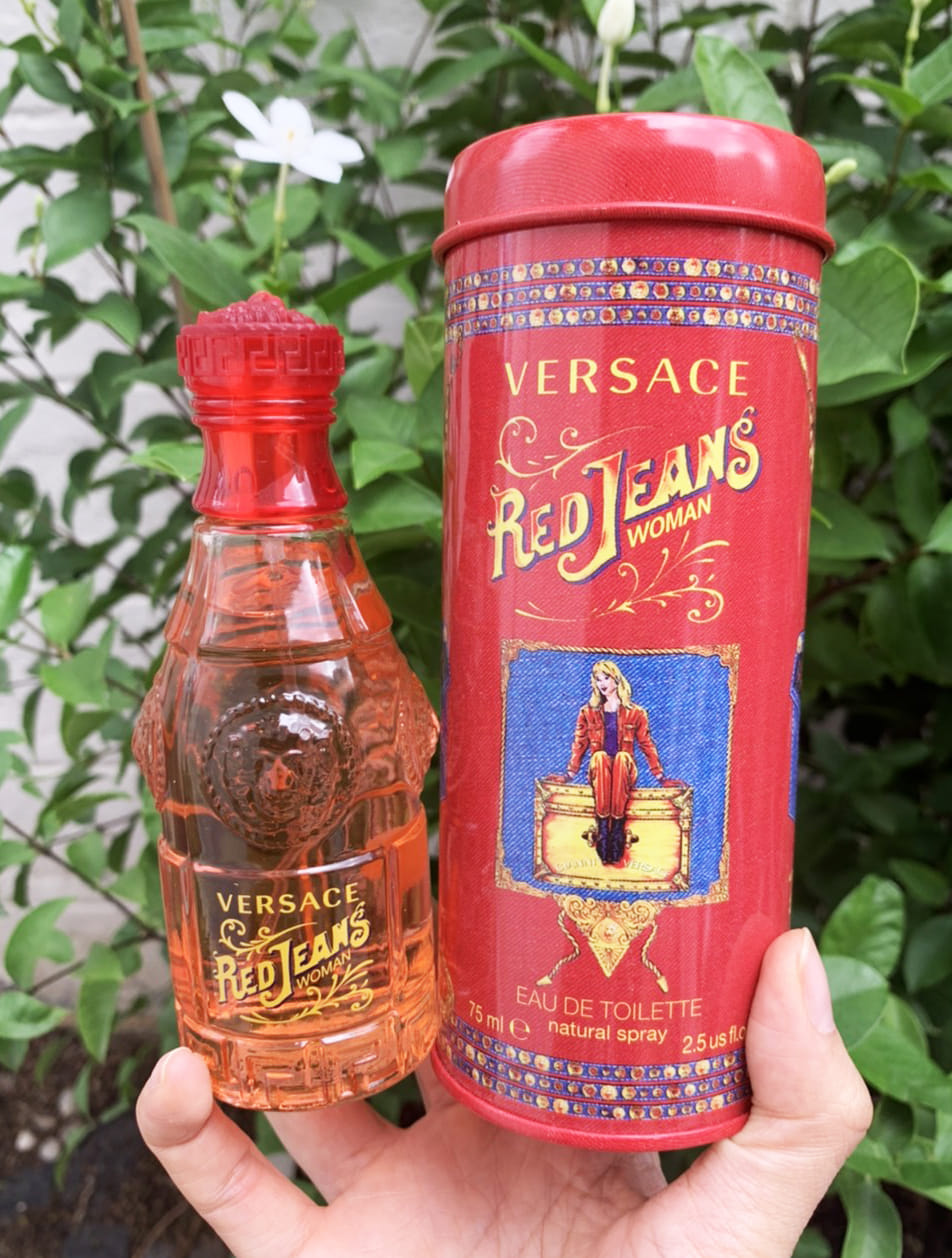 VERSACE
RED JEANS
WOMAN
VERSACE
RED JEANS
WOMAN
EAU DE TOILETTE
75 ml e natural spray 2.5 us fl.o